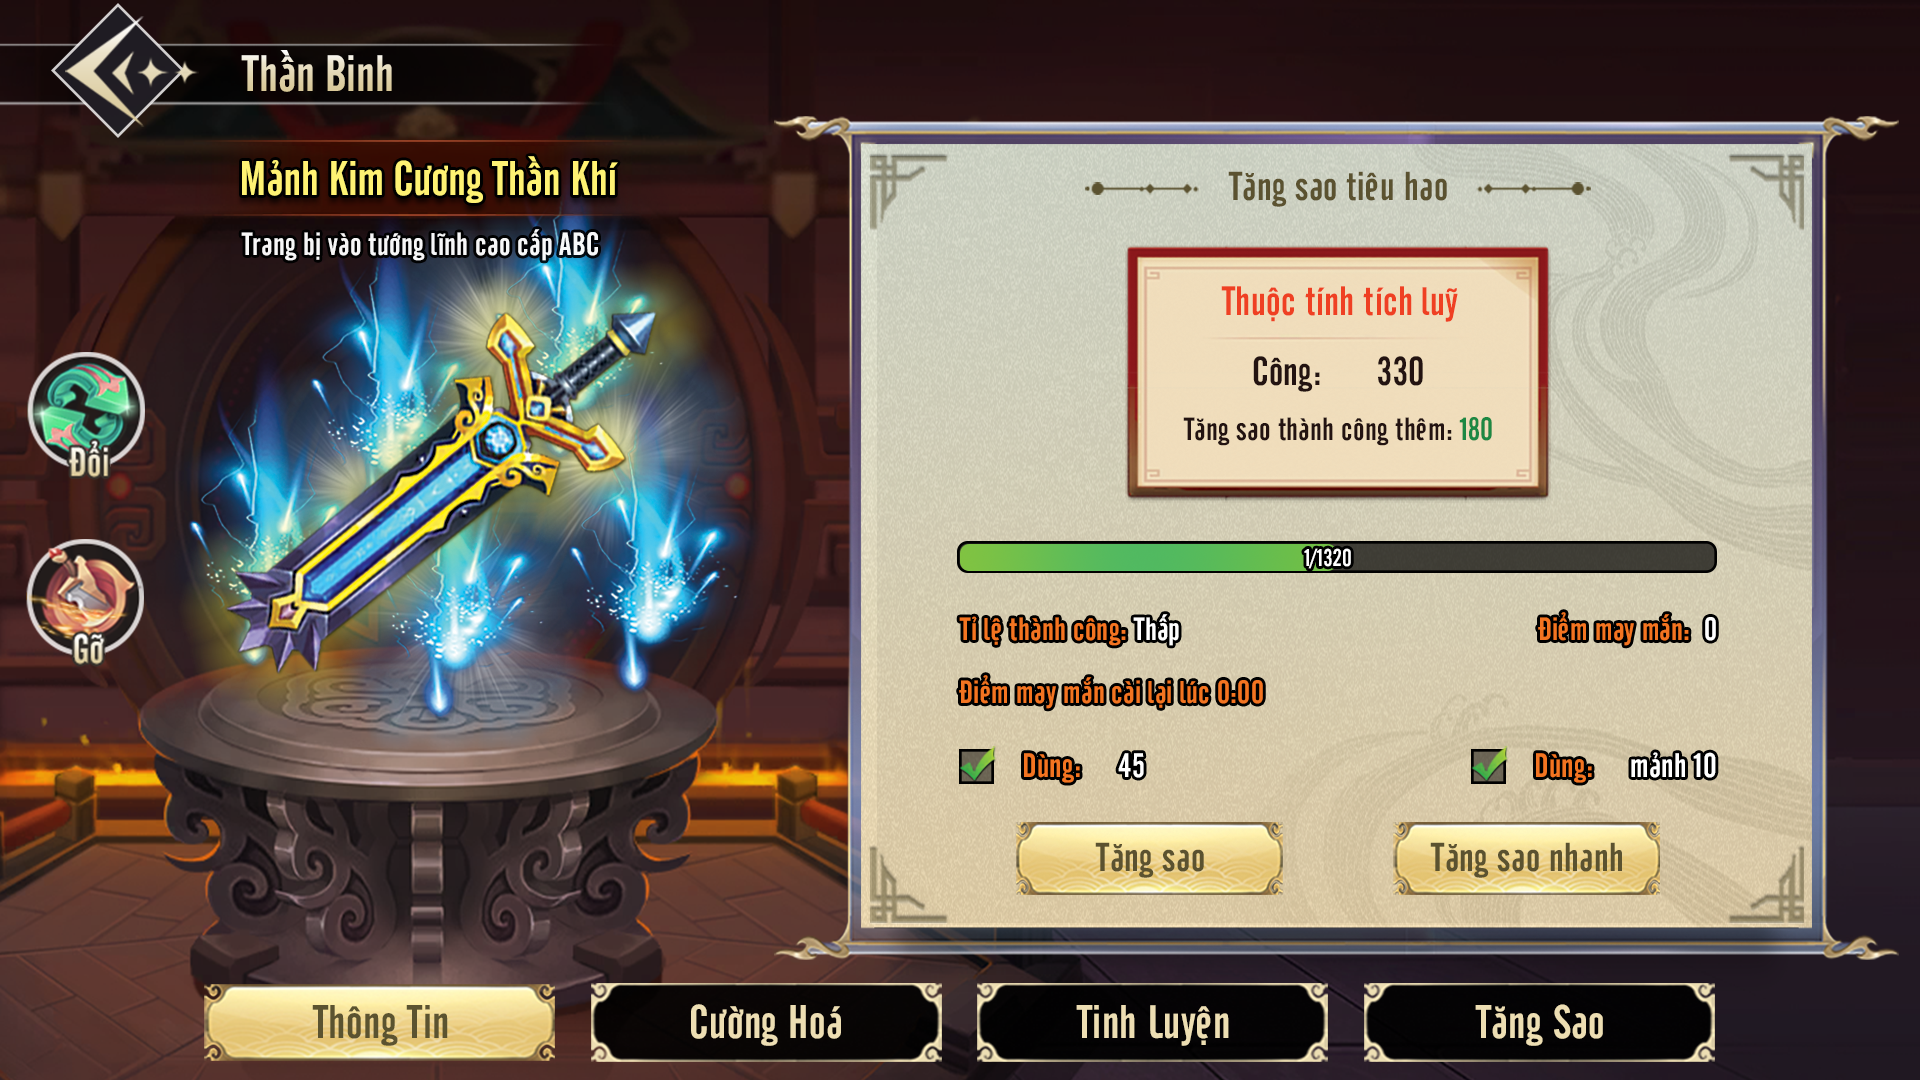 Thần Binh
Mảnh Kim Cương Thần Khí
Trang bị vào tướng lĩnh cao cấp ABC
Đổi
Gỡ
Tăng sao tiêu hao
Thuộc tính tích luỹ
Công: 330
Tăng sao thành công thêm: 180
1/1320
Tỉ lệ thành công: Thấp
Điểm may mắn: 0
Điểm may mắn cài lại lúc 0:00
Dùng: 45
Dùng: mảnh 10
Tăng sao
Tăng sao nhanh
Thông Tin
Cường Hoá
Tinh Luyện
Tăng Sao